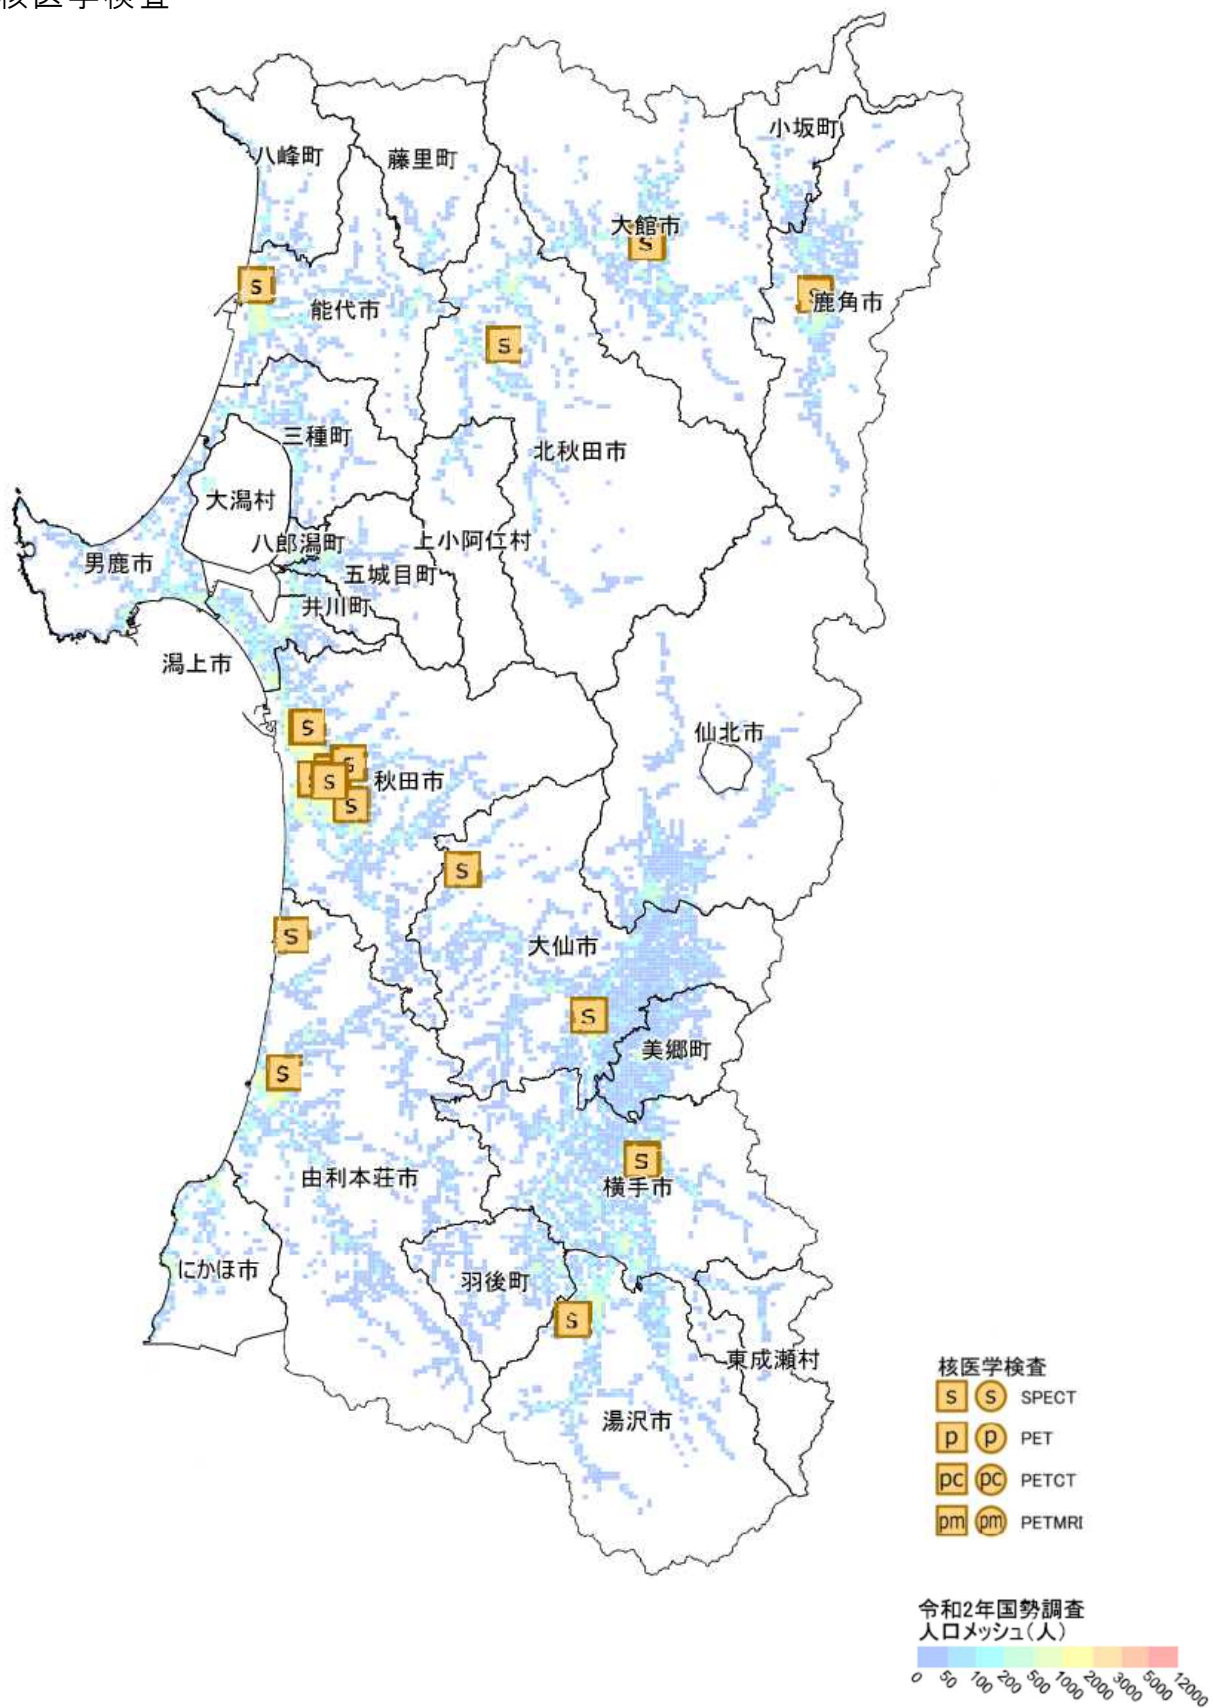 核医学検査
小坂町
八峰町
藤里町
大館市
S
S
能代市
鹿角市
S
三種町
北秋田市
大潟村
八郎潟町
上小阿仁村
男鹿市
五城目町
井川町
潟上市
S
仙北市
S
秋田市
S
S
S
S
大仙市
S
美郷町
S
S
横手市
由利本荘市
にかほ市
羽後町
S
東成瀬村
湯沢市
核医学検査
S S SPECT
p p PET
pc pc PETCT
pm pm PETMRI
令和2年国勢調査
人口メッシュ(人)
0 50 100 200 500 1000 2000 3000 5000 12000